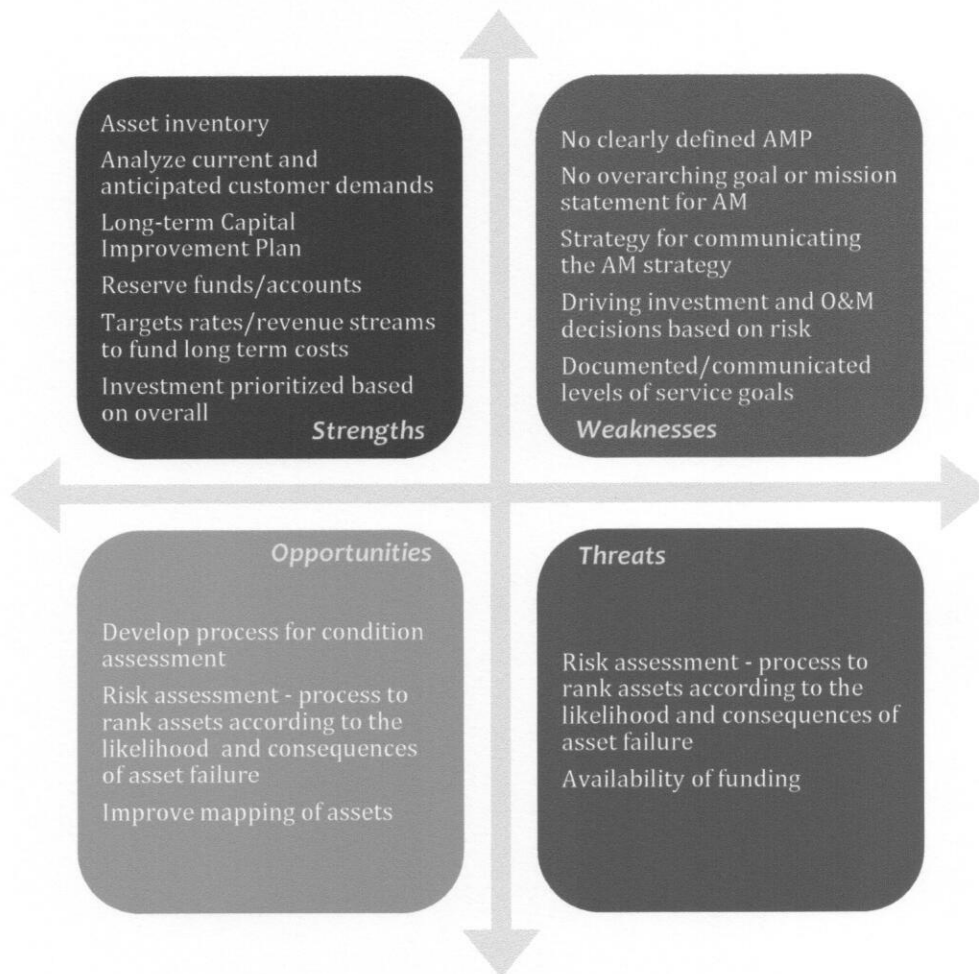 Asset inventory
Analyze current and
anticipated customer demands
Long-term Capital
Improvement Plan
Reserve funds/accounts
Targets rates/revenue streams
to fund long term costs
Investment prioritized based
on overall
Strengths
No clearly defined AMP
No overarching goal or mission
statement for AM
Strategy for communicating
the AM strategy
Driving investment and O&M
decisions based on risk
Documented/communicated
levels of service goals
Weaknesses
Opportunities
Develop process for condition
assessment
Risk assessment - process to
rank assets according to the
likelihood and consequences
of asset failure
Improve mapping of assets
Threats
Risk assessment - process to
rank assets according to the
likelihood and consequences of
asset failure
Availability of funding